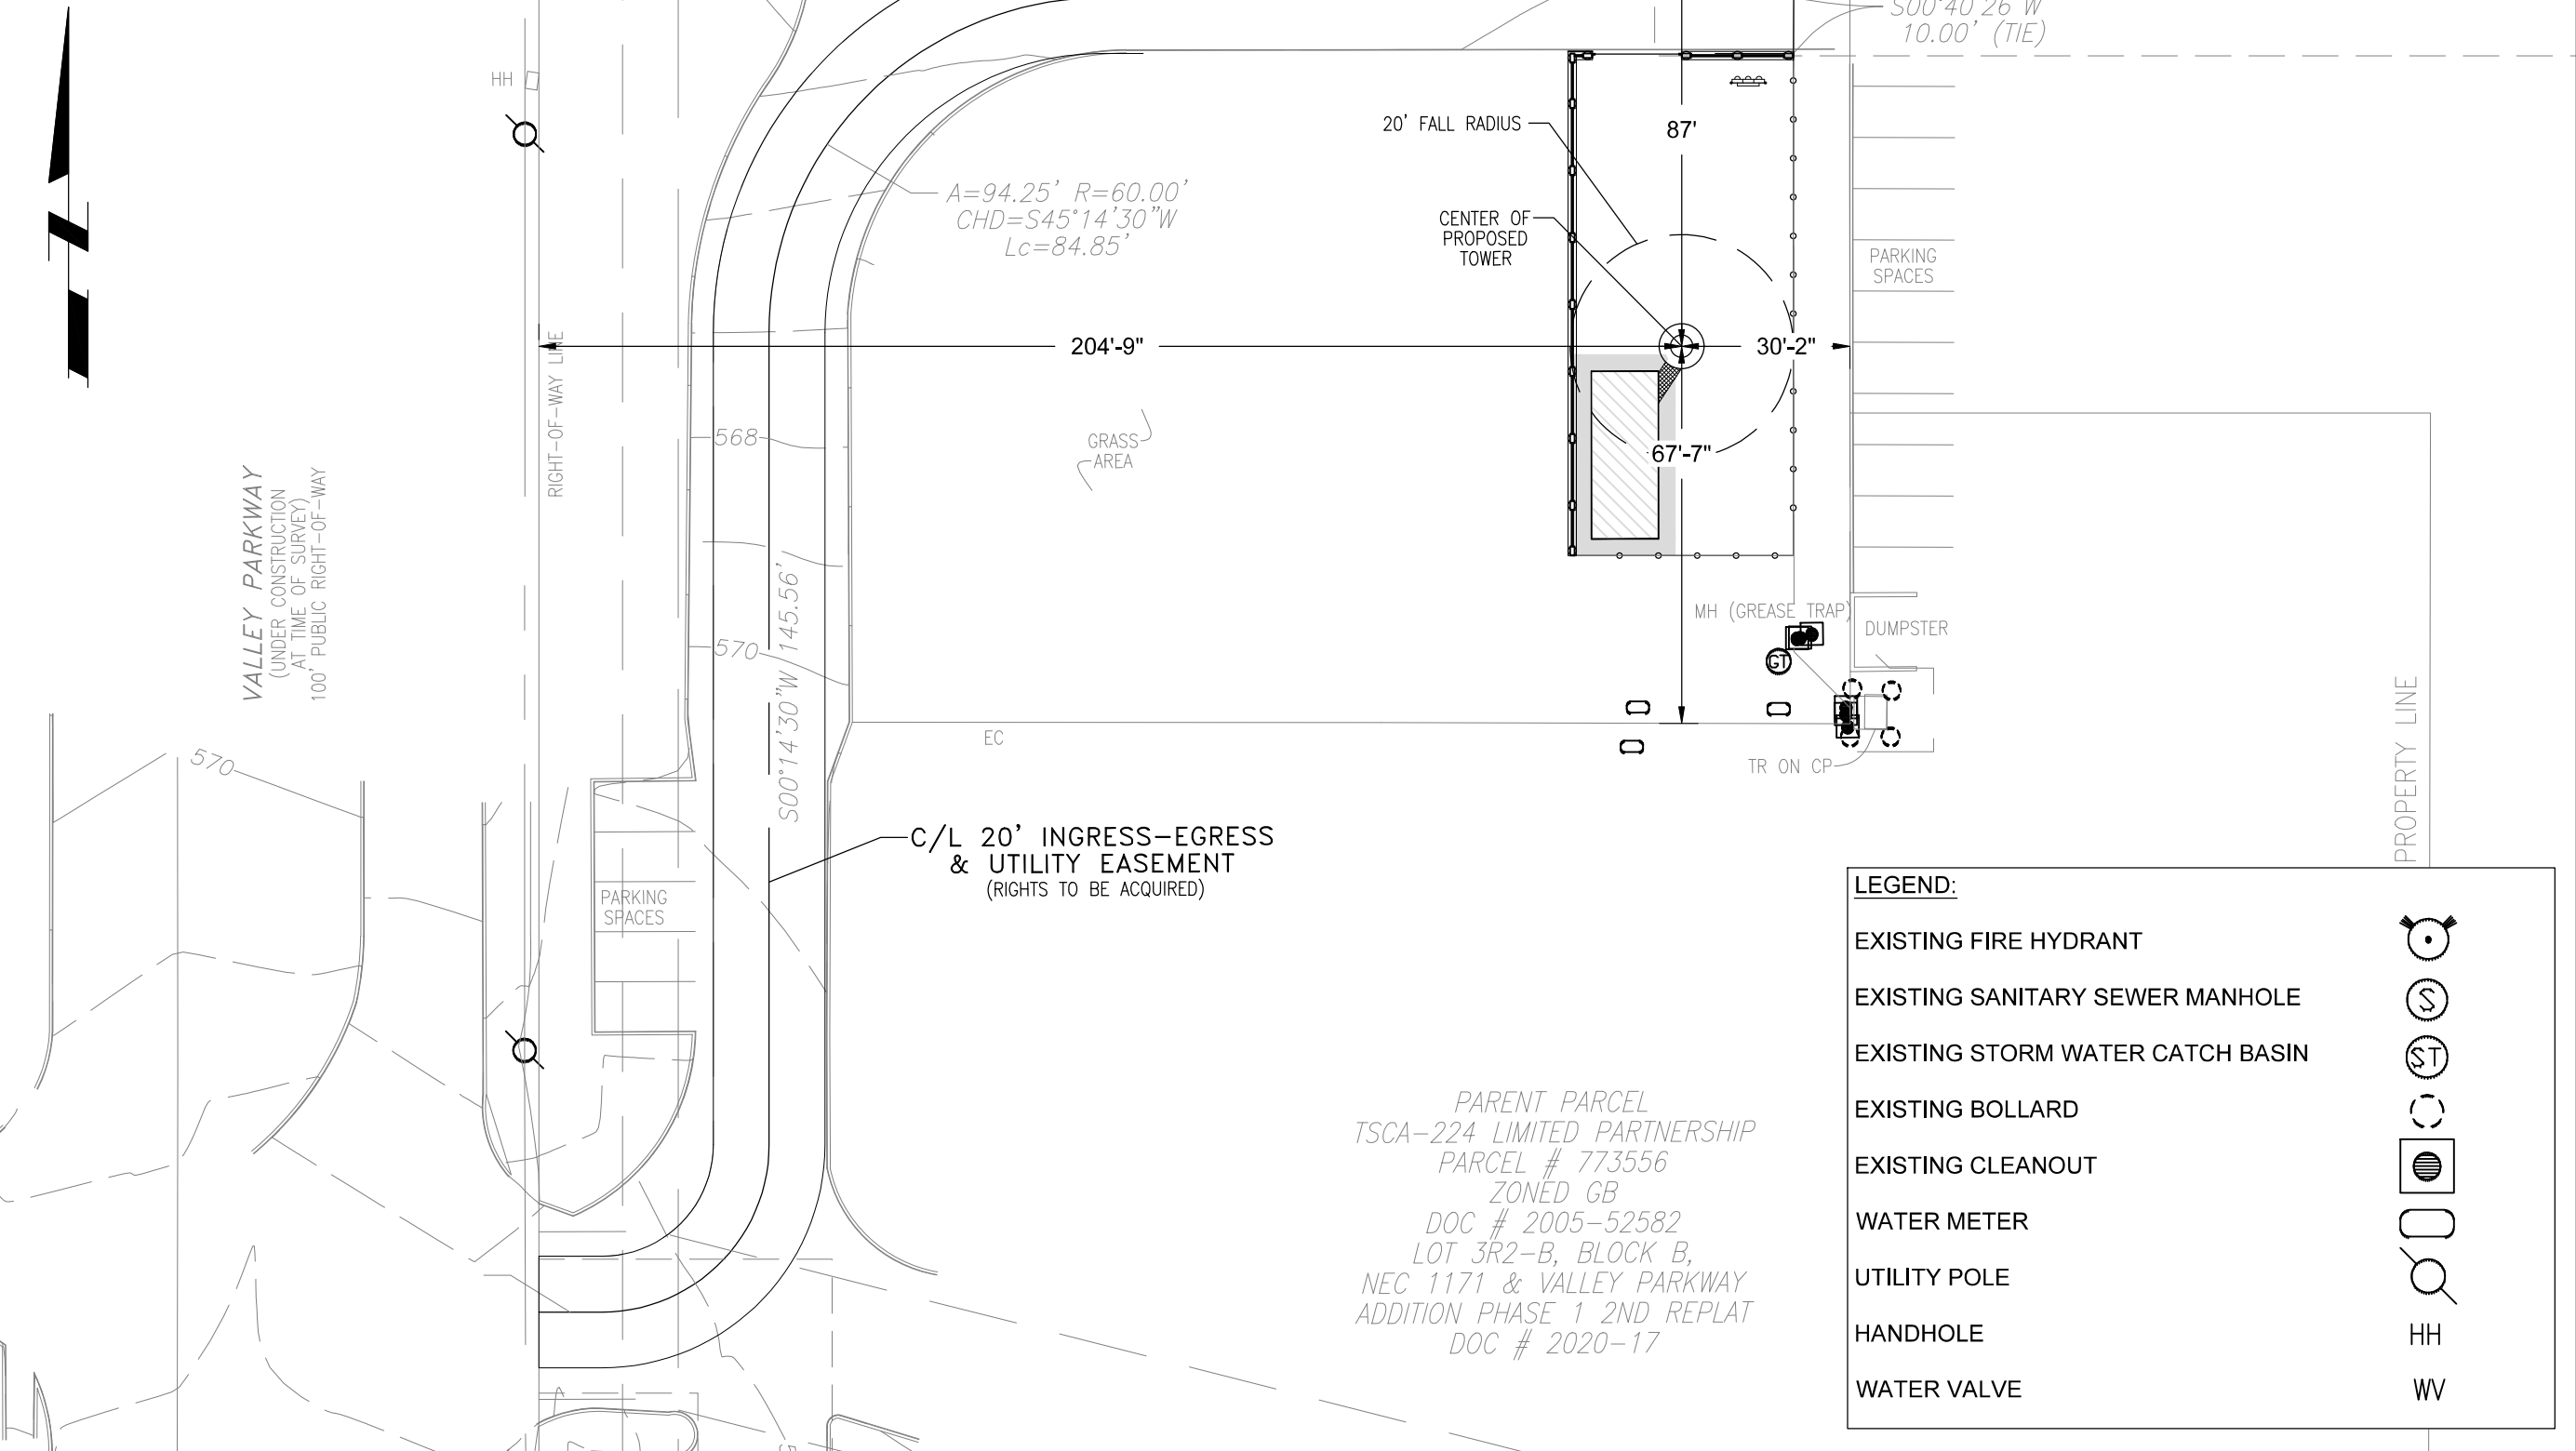 S00°40'26"W
10.00' (TIE)
HH
20' FALL RADIUS
87'
A=94.25' R=60.00'
CHD=S45°14'30"W
Lc=84.85'
CENTER OF
PROPOSED
TOWER
PARKING
SPACES
204'-9"
30'-2"
RIGHT-OF-WAY LINE
568
GRASS
AREA
67'-7"
VALLEY PARKWAY
(UNDER CONSTRUCTION
AT TIME OF SURVEY)
100' PUBLIC RIGHT-OF-WAY
S00°14'30"W 145.56'
570
MH (GREASE TRAP)
DUMPSTER
GT
EC
570
TR ON CP
PROPERTY LINE
C/L 20' INGRESS-EGRESS
& UTILITY EASEMENT
(RIGHTS TO BE ACQUIRED)
PARKING
SPACES
PARENT PARCEL
TSCA-224 LIMITED PARTNERSHIP
PARCEL # 773556
ZONED GB
DOC # 2005-52582
LOT 3R2-B, BLOCK B,
NEC 1171 & VALLEY PARKWAY
ADDITION PHASE 1 2ND REPLAT
DOC # 2020-17
LEGEND:
EXISTING FIRE HYDRANT
EXISTING SANITARY SEWER MANHOLE S
EXISTING STORM WATER CATCH BASIN ST
EXISTING BOLLARD
EXISTING CLEANOUT
WATER METER
UTILITY POLE
HANDHOLE HH
WATER VALVE WV